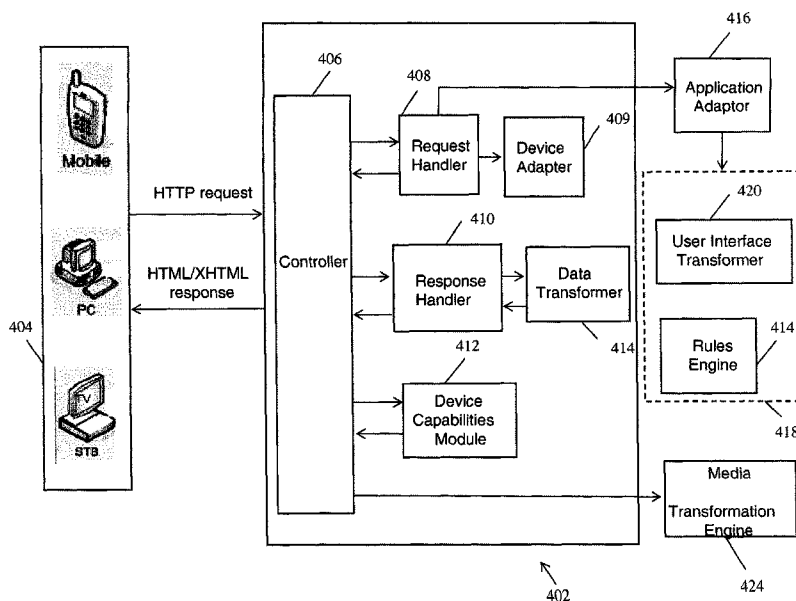 Mobile
PC
TV
STB
404
HTTP request
HTML/XHTML
response
406
Controller
408
Request
Handler
409
Device
Adapter
410
Response
Handler
Data
Transformer
414
412
Device
Capabilities
Module
402
416
Application
Adaptor
420
User Interface
Transformer
Rules
Engine
414
418
Media
Transformation
Engine
424